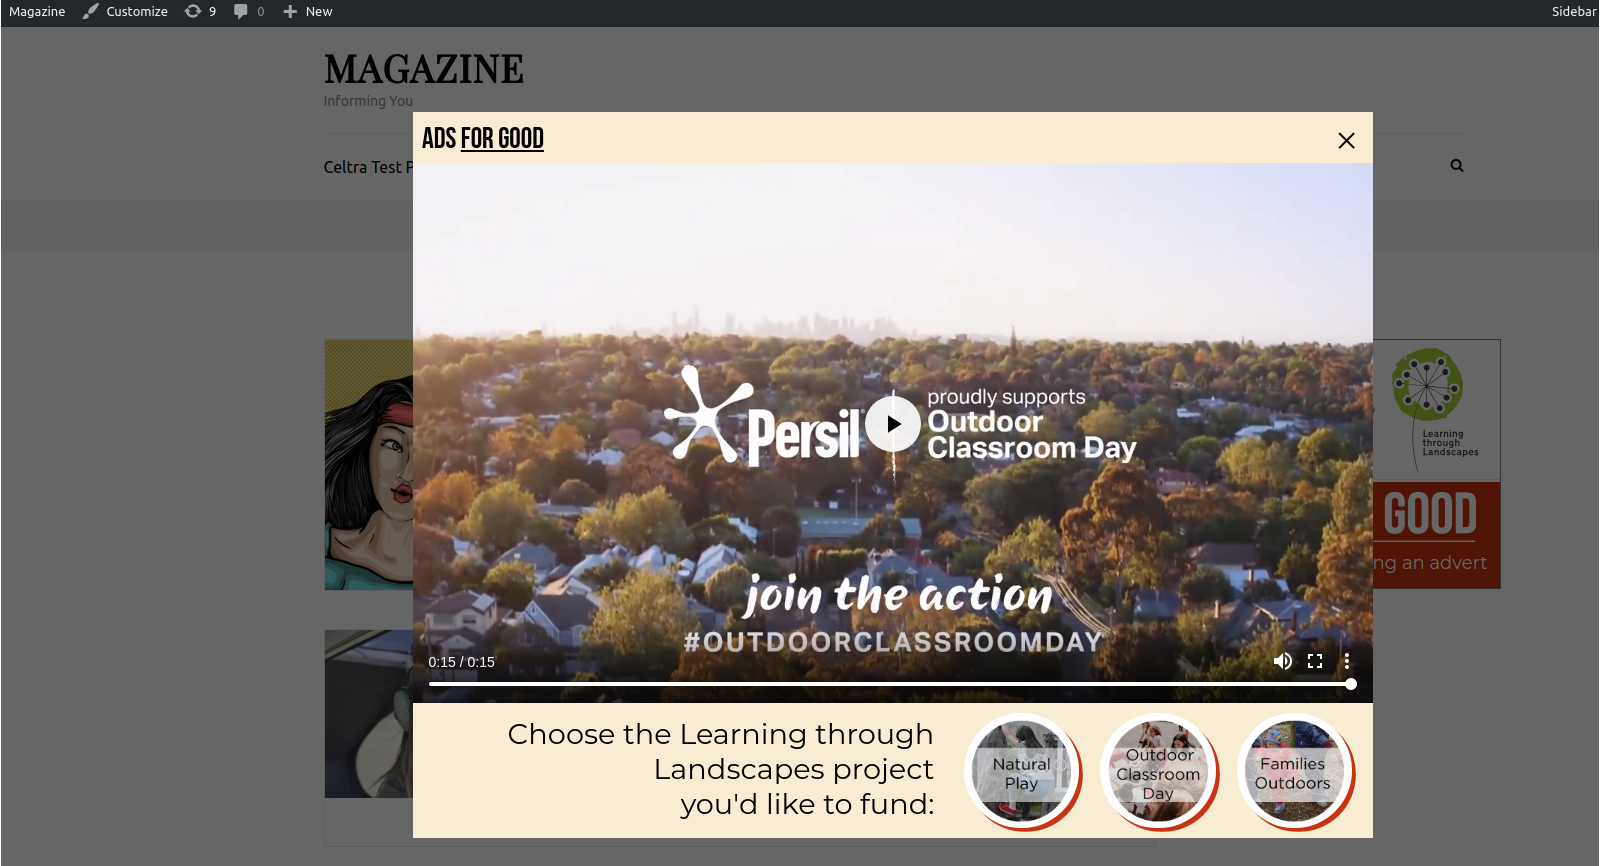 Magazine Customize 9 0 New Sidebar
MAGAZINE
Informing You
Celtra Test P
ADS FOR GOOD
Persil
proudly supports
Outdoor
Classroom Day
join the action
#OUTDOORCLASSROOMDAY
0:15 / 0:15
Learning
through
Landscapes
GOOD
ng an advert
Choose the Learning through
Landscapes project
you'd like to fund:
Natural
Play
Outdoor
Classroom
Day
Families
Outdoors